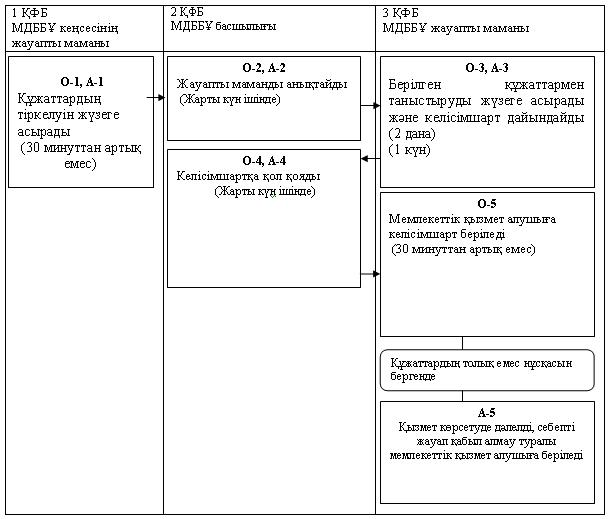 1 ҚФБ
МДББҰ кеңсесінің
жауапты маманы
2 ҚФБ
МДББҰ басшылығы
3 ҚФБ
МДББҰ жауапты маманы
О-1, А-1
Құжаттардың
тіркелуін жүзеге
асырады
(30 минуттан артық
емес)
О-2, А-2
Жауапты маманды анықтайды
(Жарты күн ішінде)
О-3, А-3
Берілген құжаттармен
таныстыруды жүзеге асырады
және келісімшарт дайындайды
(2 дана)
(1 күн)
О-4, А-4
Келісімшартқа қол қояды
(Жарты күн ішінде)
О-5
Мемлекеттік қызмет алушыға
келісімшарт беріледі
(30 минуттан артық емес)
Құжаттардың толық емес нұсқасын
бергенде
А-5
Қызмет көрсетуде дәлелді, себепті
жауап қабыл алмау туралы
мемлекеттік қызмет алушыға беріледі